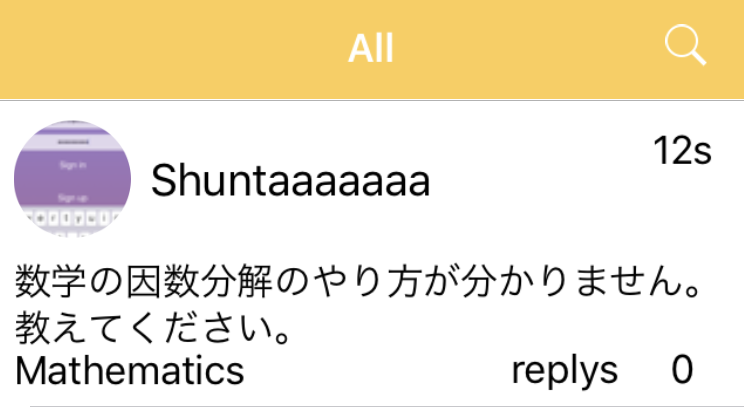 All
Sign in
Sign up
Shuntaaaaaaa
12s
数学の因数分解のやり方が分かりません。
教えてください。
Mathematics
replys 0